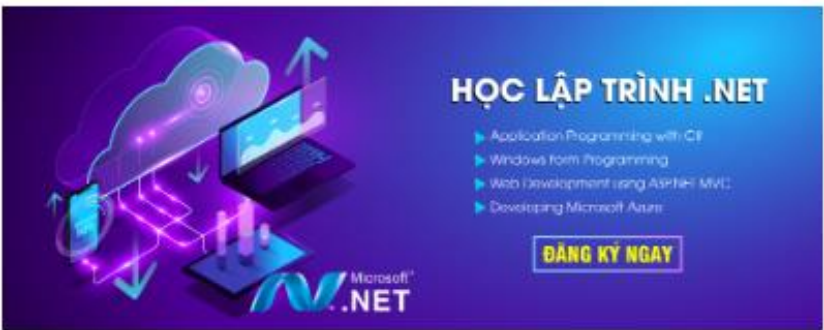 HỌC LẬP TRÌNH .NET
Application Programming with C#
Windows Form Programming
Web Development using ASP.NET MVC
Developing Microsoft Azure
ĐĂNG KÝ NGAY
Microsoft
.NET